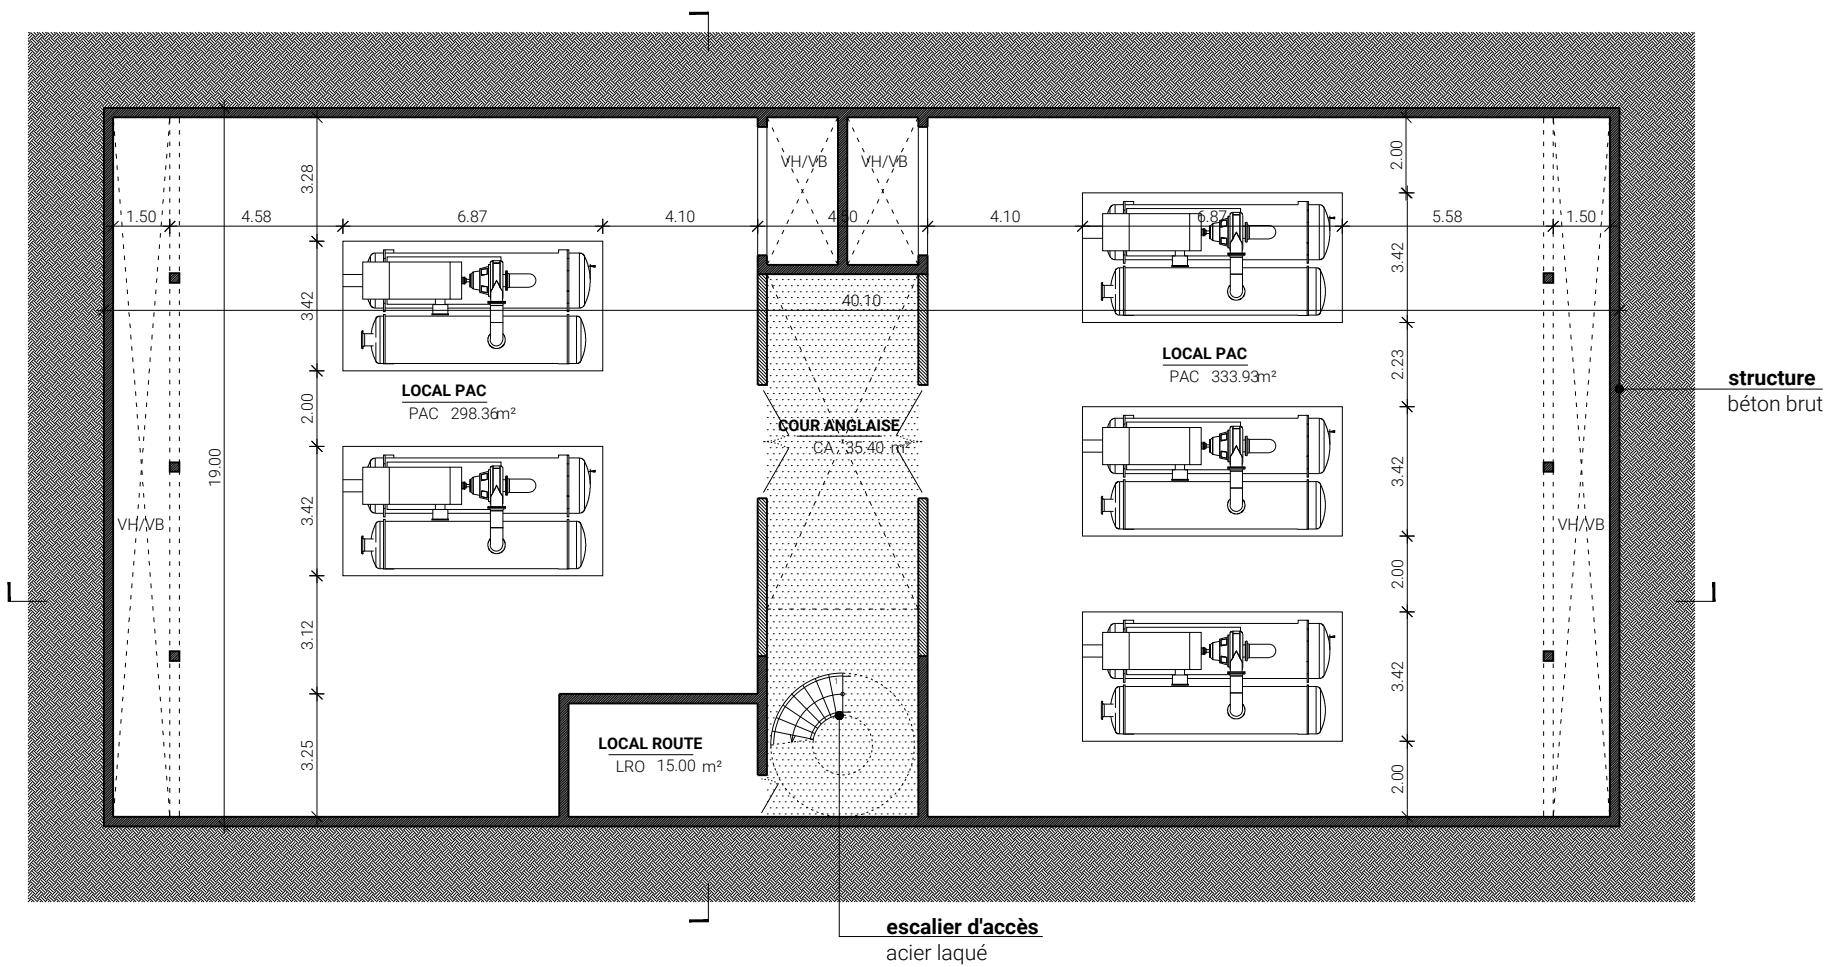 2.00
3.28
VH/VB
VH/VB
1.50
4.58
6.87
4.10
4.50
4.10
6.87
5.58
1.50
3.42
40.10
3.42
2.23
LOCAL PAC
PAC 333.93m²
structure
béton brut
LOCAL PAC
PAC 298.36m²
2.00
COUR ANGLAISE
CA 35.40 m²
19.00
3.42
3.42
VH/VB
VH/VB
2.00
3.12
3.42
3.25
LOCAL ROUTE
LRO 15.00 m²
2.00
escalier d'accès
acier laqué